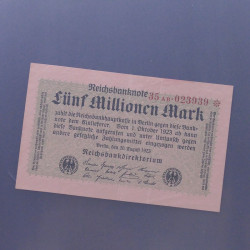 Reichsbanknote 35 AD·023939
Fünf Millionen Mark
zahlt die Reichsbankhauptkasse in Berlin gegen diese Bank-
note dem Einlieferer. Vom 1. Oktober 1923 ab kann
diese Banknote aufgerufen und unter Umtausch gegen
andere gesetzliche Zahlungsmittel eingezogen werden
Berlin, den 20. August 1923
Reichsbankdirektorium